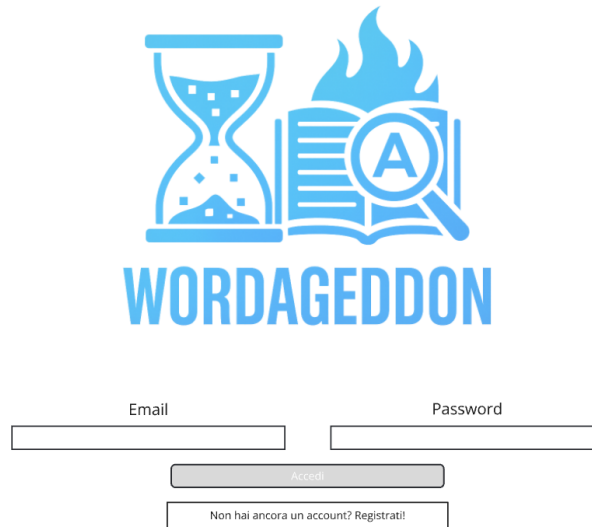 A
WORDAGEDDON
Email
Password
Accedi
Non hai ancora un account? Registrati!